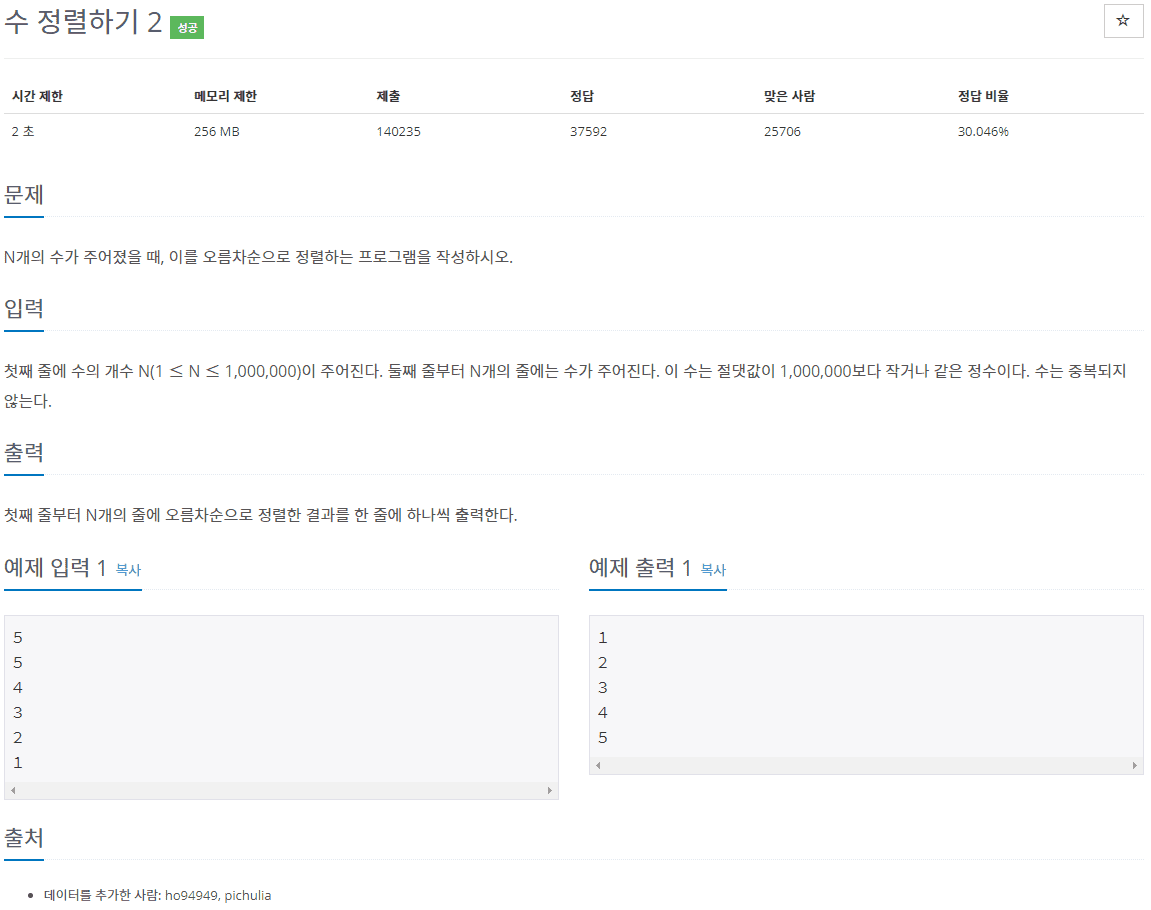 수 정렬하기 2 성공
☆
시간 제한 메모리 제한 제출 정답 맞은 사람 정답 비율
2 초 256 MB 140235 37592 25706 30.046%
문제
N개의 수가 주어졌을 때, 이를 오름차순으로 정렬하는 프로그램을 작성하시오.
입력
첫째 줄에 수의 개수 N(1 ≤ N ≤ 1,000,000)이 주어진다. 둘째 줄부터 N개의 줄에는 수가 주어진다. 이 수는 절댓값이 1,000,000보다 작거나 같은 정수이다. 수는 중복되지
않는다.
출력
첫째 줄부터 N개의 줄에 오름차순으로 정렬한 결과를 한 줄에 하나씩 출력한다.
예제 입력 1 복사
5
5
4
3
2
1
예제 출력 1 복사
1
2
3
4
5
출처
• 데이터를 추가한 사람: ho94949, pichulia